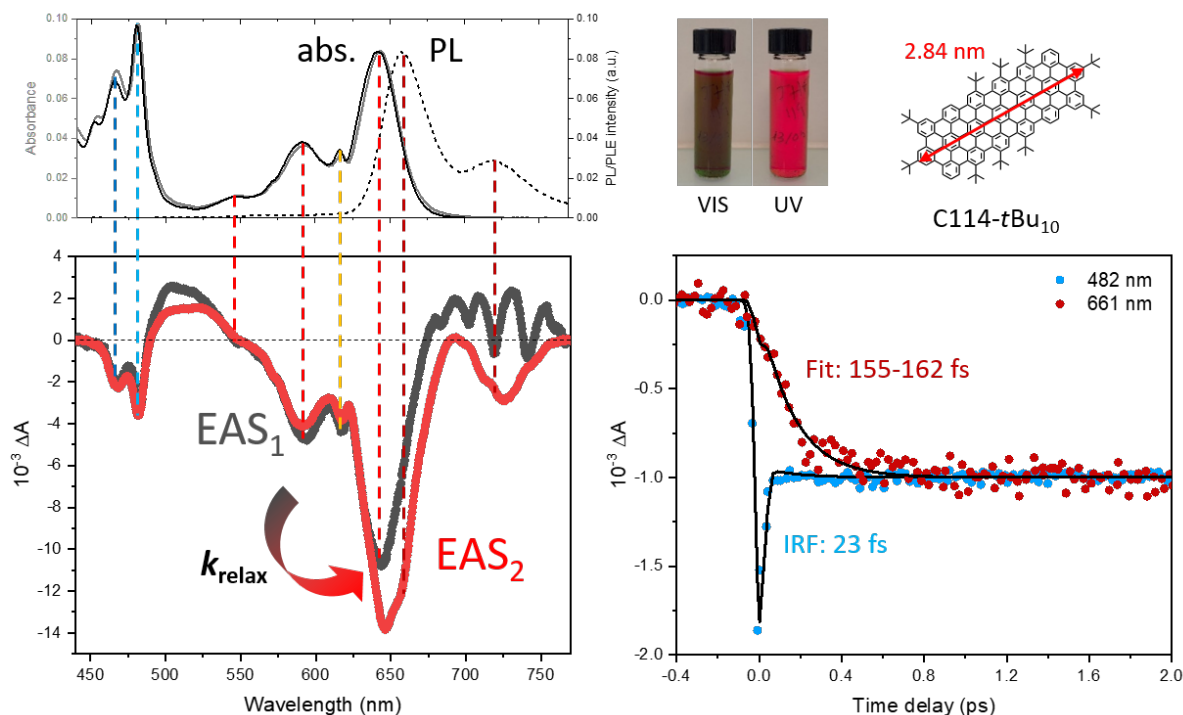 0.10
0.08
0.06
0.04
0.02
0.00
Absorbance
abs.
PL
0.10
0.08
0.06
0.04
0.02
0.00
PL/PLE intensity (a.u.)
VIS
UV
2.84 nm
C114-tBu₁₀
4
2
0
-2
-4
-6
-8
-10
-12
-14
10⁻³ ΔA
EAS₁
k relax
EAS₂
450 500 550 600 650 700 750
Wavelength (nm)
482 nm
661 nm
0.0
-0.5
-1.0
-1.5
-2.0
10⁻³ ΔA
Fit: 155-162 fs
IRF: 23 fs
-0.4 0.0 0.4 0.8 1.2 1.6 2.0
Time delay (ps)